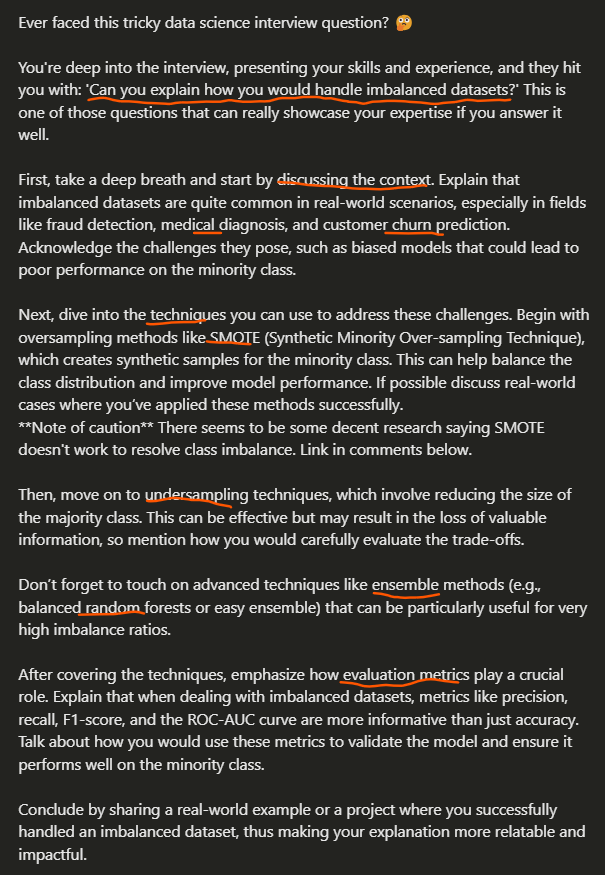 Ever faced this tricky data science interview question? 🤔
You're deep into the interview, presenting your skills and experience, and they hit
you with: 'Can you explain how you would handle imbalanced datasets?' This is
one of those questions that can really showcase your expertise if you answer it
well.
First, take a deep breath and start by discussing the context. Explain that
imbalanced datasets are quite common in real-world scenarios, especially in fields
like fraud detection, medical diagnosis, and customer churn prediction.
Acknowledge the challenges they pose, such as biased models that could lead to
poor performance on the minority class.
Next, dive into the techniques you can use to address these challenges. Begin with
oversampling methods like SMOTE (Synthetic Minority Over-sampling Technique),
which creates synthetic samples for the minority class. This can help balance the
class distribution and improve model performance. If possible discuss real-world
cases where you've applied these methods successfully.
**Note of caution** There seems to be some decent research saying SMOTE
doesn't work to resolve class imbalance. Link in comments below.
Then, move on to undersampling techniques, which involve reducing the size of
the majority class. This can be effective but may result in the loss of valuable
information, so mention how you would carefully evaluate the trade-offs.
Don't forget to touch on advanced techniques like ensemble methods (e.g.,
balanced random forests or easy ensemble) that can be particularly useful for very
high imbalance ratios.
After covering the techniques, emphasize how evaluation metrics play a crucial
role. Explain that when dealing with imbalanced datasets, metrics like precision,
recall, F1-score, and the ROC-AUC curve are more informative than just accuracy.
Talk about how you would use these metrics to validate the model and ensure it
performs well on the minority class.
Conclude by sharing a real-world example or a project where you successfully
handled an imbalanced dataset, thus making your explanation more relatable and
impactful.